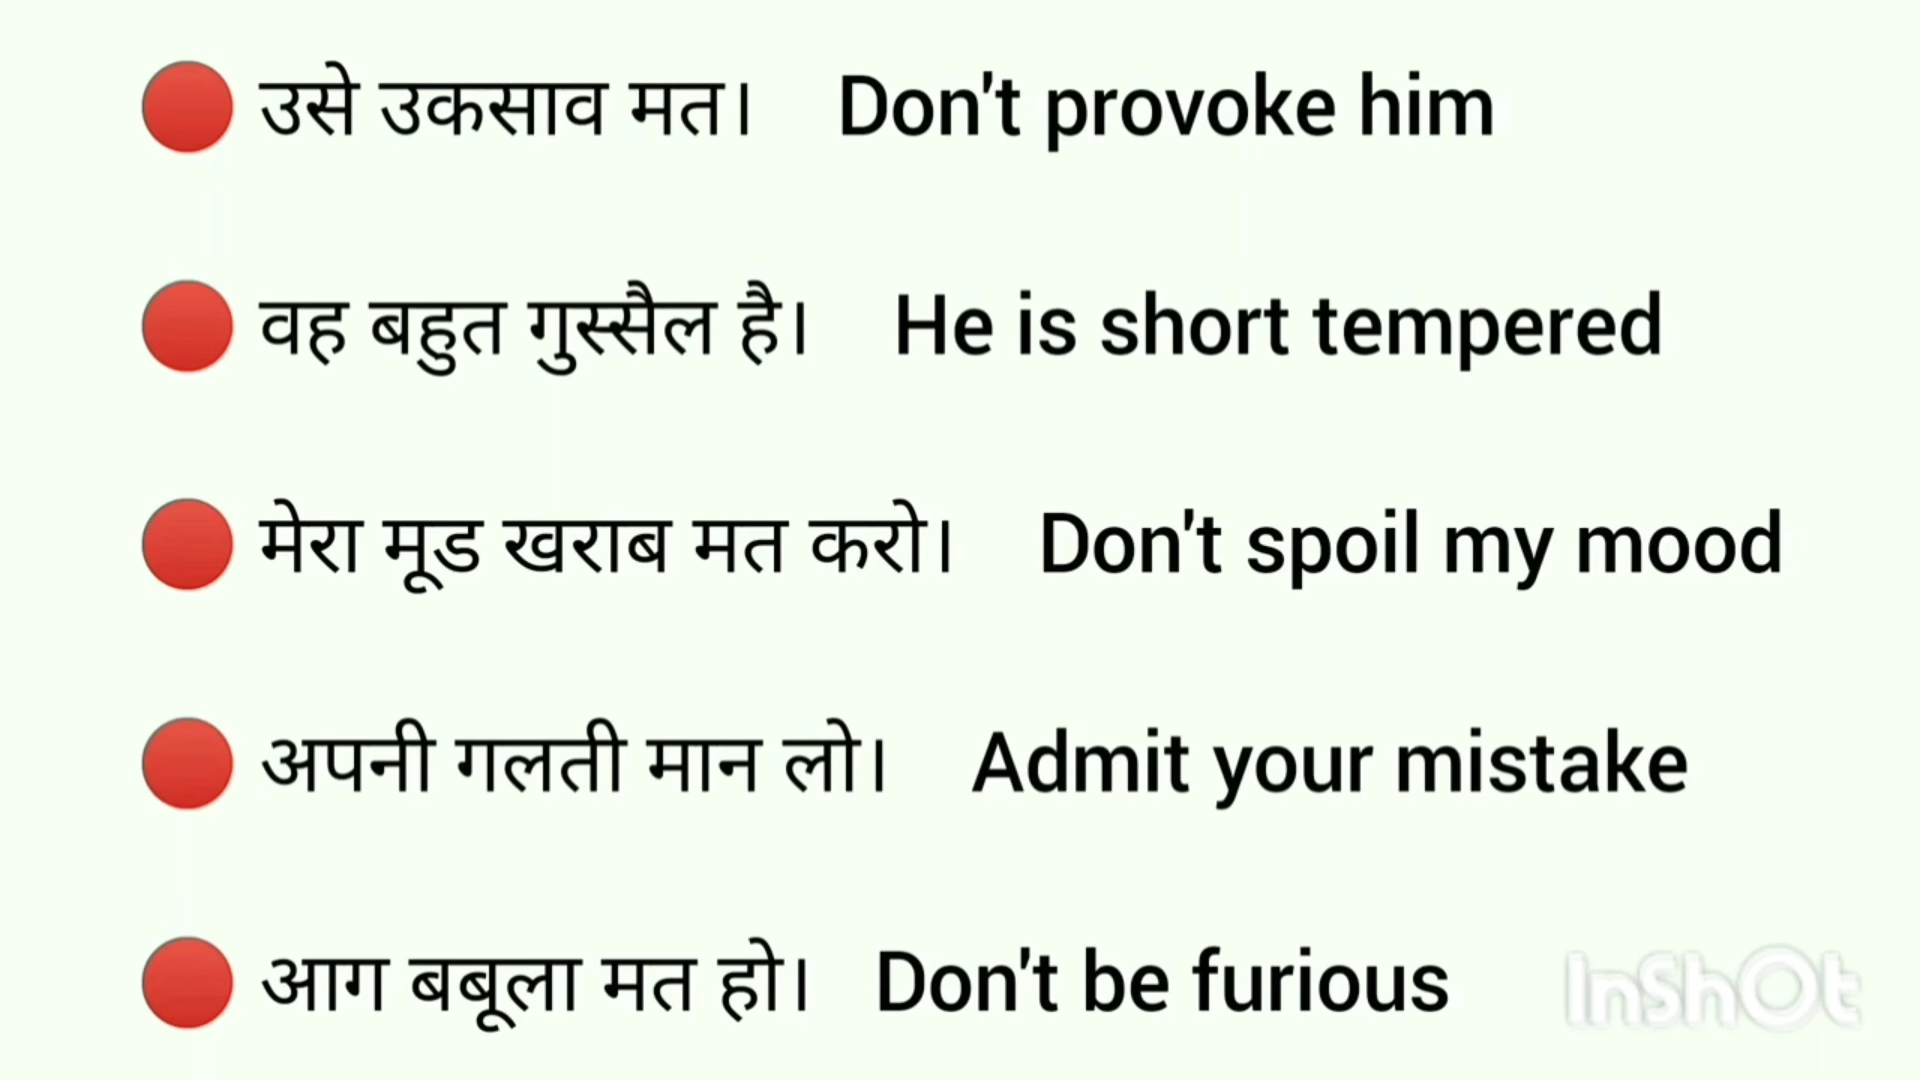 उसे उकसाव मत। Don't provoke him
वह बहुत गुस्सैल है। He is short tempered
मेरा मूड खराब मत करो। Don't spoil my mood
अपनी गलती मान लो। Admit your mistake
आग बबूला मत हो। Don't be furious
InShOt